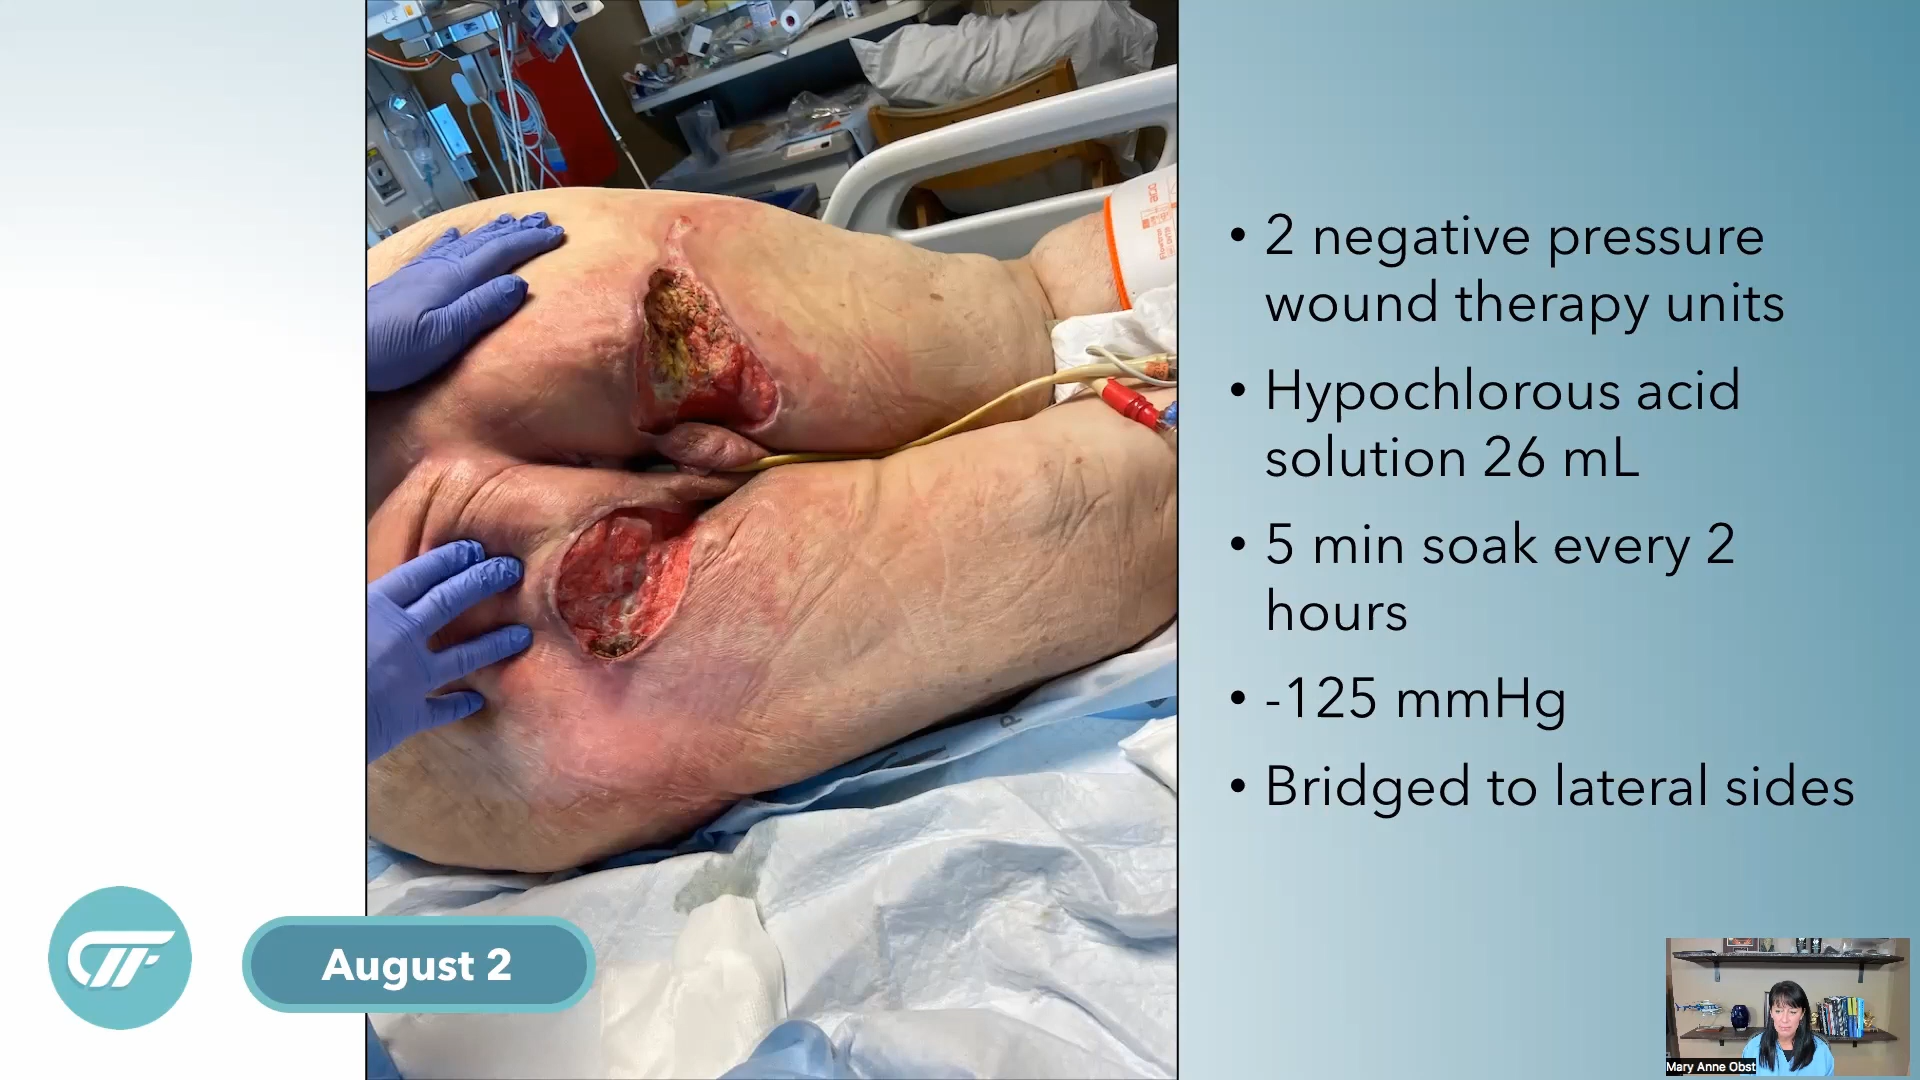 • 2 negative pressure
wound therapy units
• Hypochlorous acid
solution 26 mL
• 5 min soak every 2
hours
• -125 mmHg
• Bridged to lateral sides
August 2
Mary Anne Obst